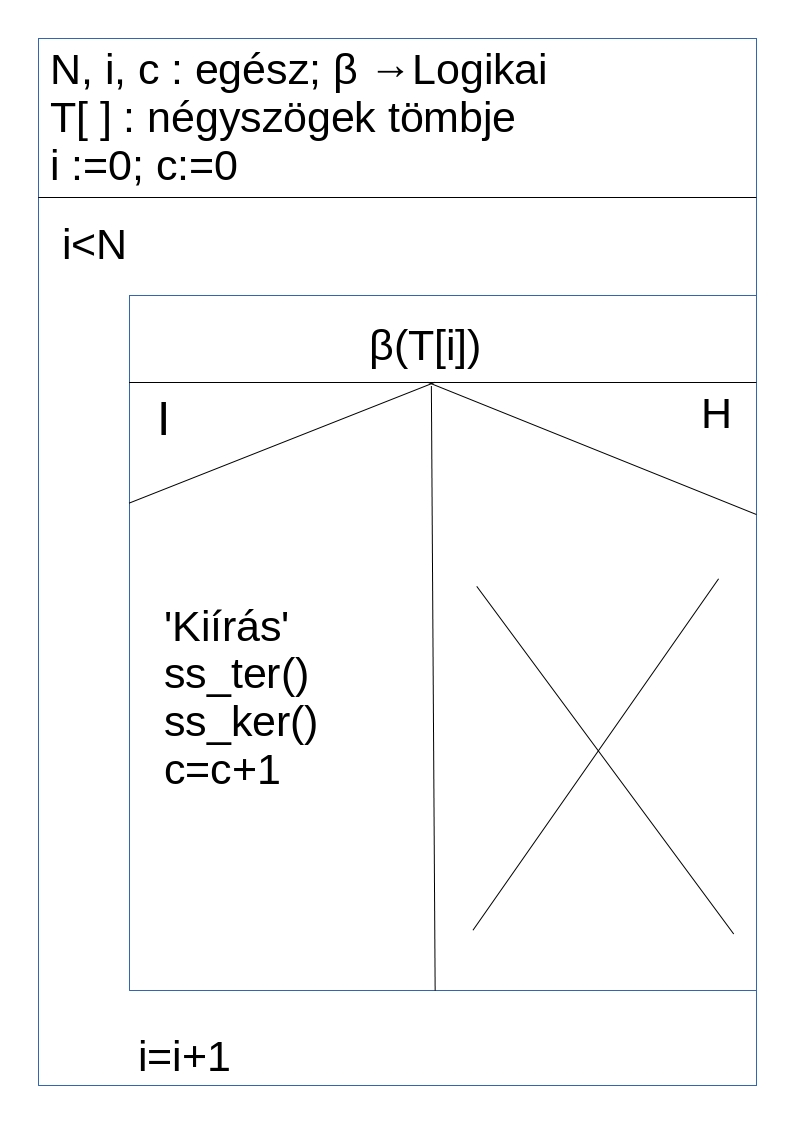 N, i, c : egész; β →Logikai
T[ ] : négyszögek tömbje
i :=0; c:=0
i<N
β(T[i])
I
H
'Kiírás'
ss_ter()
ss_ker()
c=c+1
i=i+1